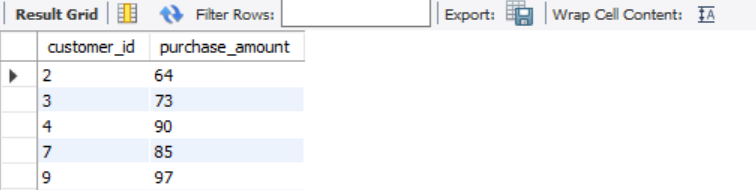 Result Grid Filter Rows: Export: Wrap Cell Content: IA
customer_id purchase_amount
2 64
3 73
4 90
7 85
9 97